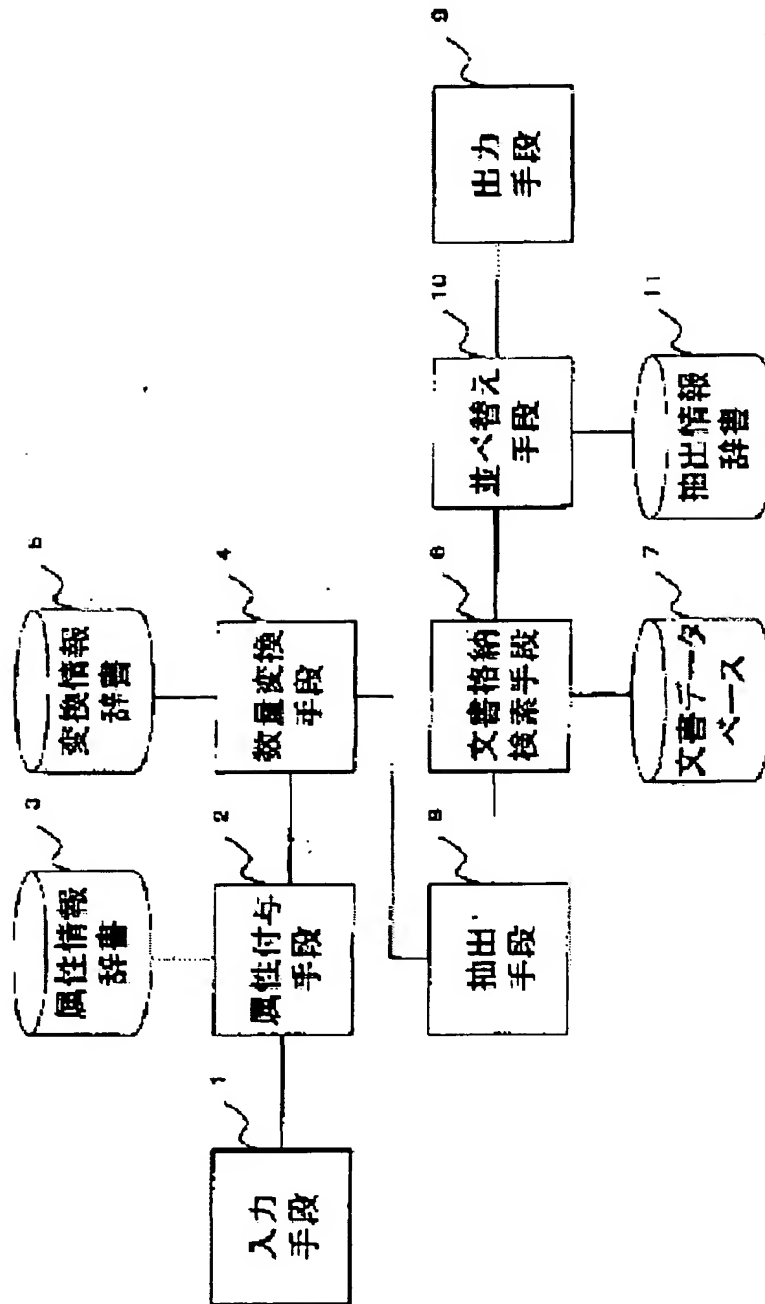 入力
手段
1
属性情報
辞書
3
属性付与
手段
2
変換情報
辞書
5
数量変換
手段
4
抽出
手段
8
文書格納
検索手段
6
文書データ
ベース
7
並べ替え
手段
10
抽出情報
辞書
11
出力
手段
9